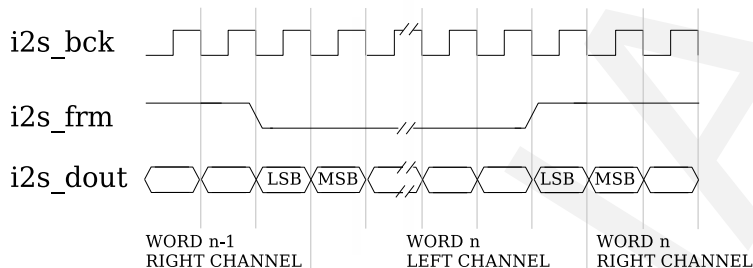 i2s_bck
i2s_frm
i2s_dout
LSB
MSB
LSB
MSB
WORD n-1
RIGHT CHANNEL
WORD n
LEFT CHANNEL
WORD n
RIGHT CHANNEL